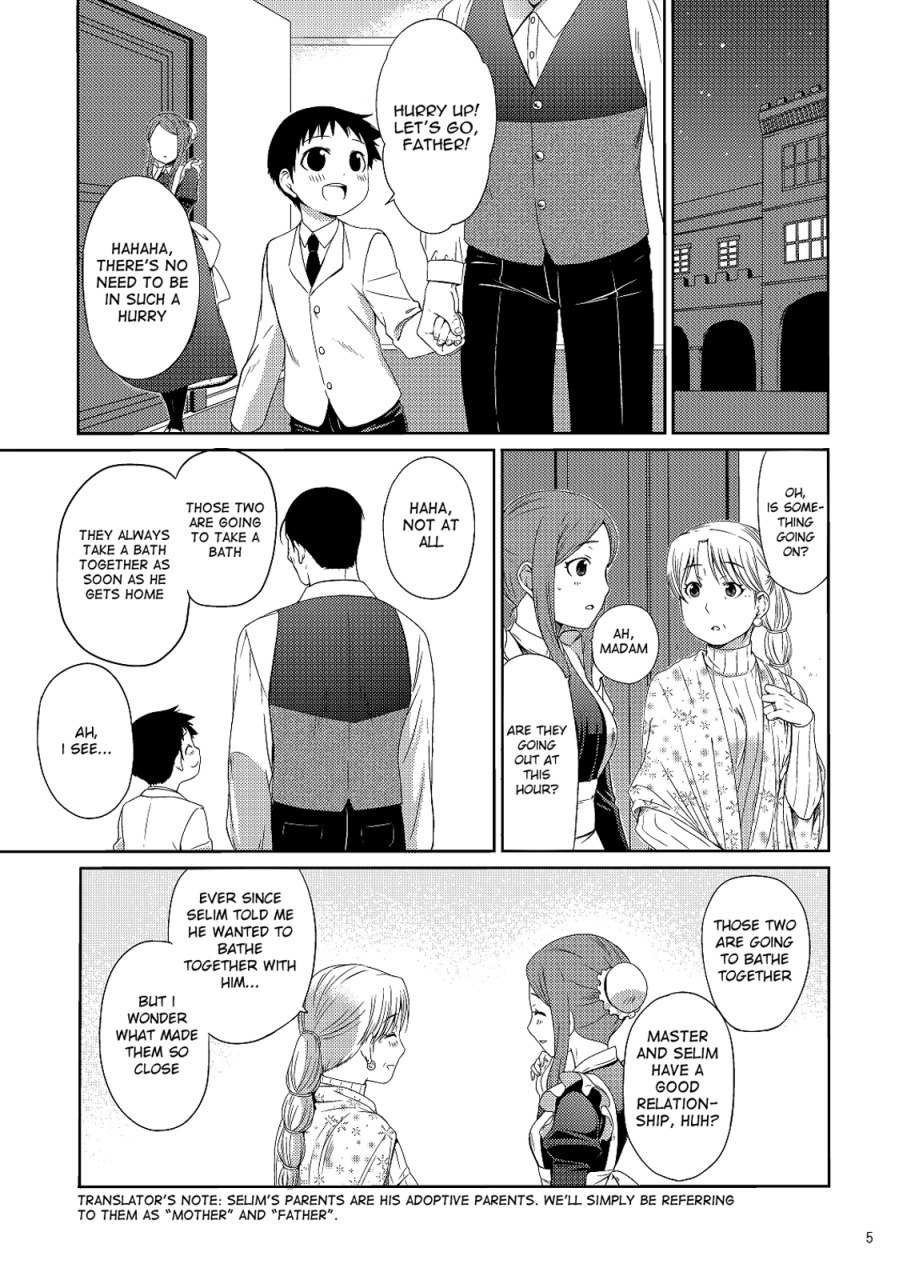 HURRY UP!
LET'S GO,
FATHER!
HAHAHA,
THERE'S NO
NEED TO BE
IN SUCH A
HURRY
OH,
IS SOME-
THING
GOING
ON?
AH,
MADAM
ARE THEY
GOING
OUT AT
THIS
HOUR?
HAHA,
NOT AT
ALL
THOSE TWO
ARE GOING
TO TAKE A
BATH
THEY ALWAYS
TAKE A BATH
TOGETHER AS
SOON AS HE
GETS HOME
AH,
I SEE...
THOSE TWO
ARE GOING
TO BATHE
TOGETHER
MASTER
AND SELIM
HAVE A
GOOD
RELATION-
SHIP, HUH?
EVER SINCE
SELIM TOLD ME
HE WANTED TO
BATHE
TOGETHER WITH
HIM...
BUT I
WONDER
WHAT MADE
THEM SO
CLOSE
TRANSLATOR'S NOTE: SELIM'S PARENTS ARE HIS ADOPTIVE PARENTS. WE'LL SIMPLY BE REFERRING
TO THEM AS "MOTHER" AND "FATHER".
5